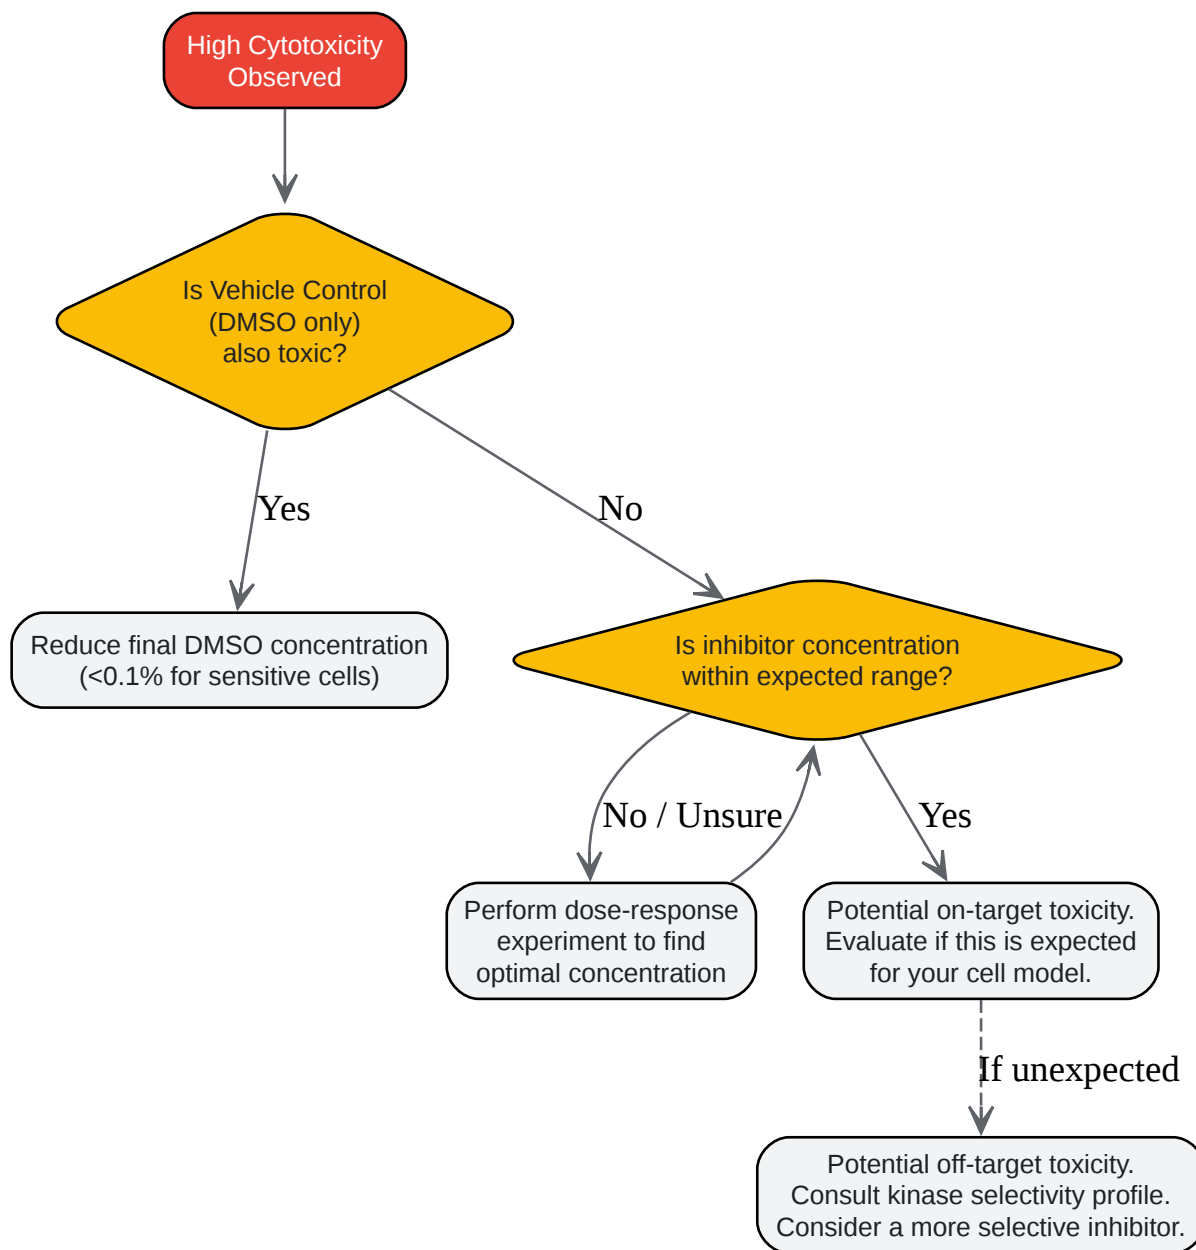 High Cytotoxicity
Observed
Is Vehicle Control
(DMSO only)
also toxic?
Yes
No
Reduce final DMSO concentration
(<0.1% for sensitive cells)
Is inhibitor concentration
within expected range?
No / Unsure
Yes
Perform dose-response
experiment to find
optimal concentration
Potential on-target toxicity.
Evaluate if this is expected
for your cell model.
If unexpected
Potential off-target toxicity.
Consult kinase selectivity profile.
Consider a more selective inhibitor.